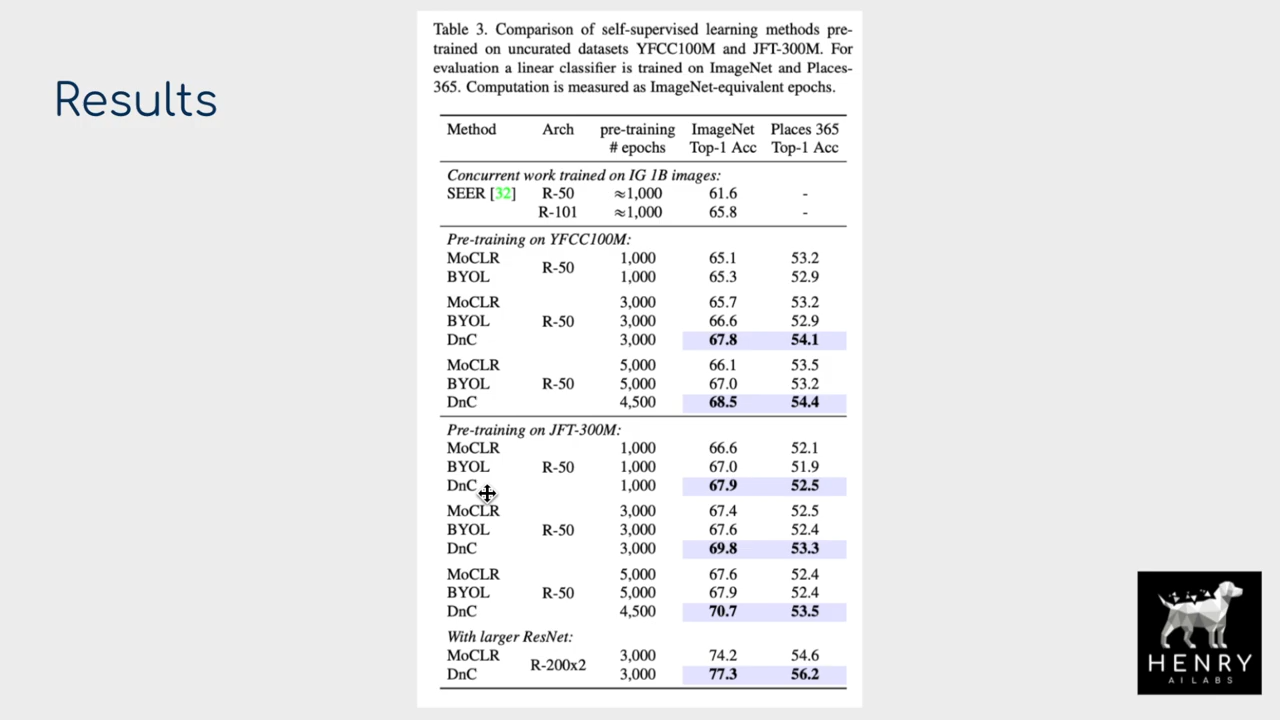 Results
Table 3. Comparison of self-supervised learning methods pre-
trained on uncurated datasets YFCC100M and JFT-300M. For
evaluation a linear classifier is trained on ImageNet and Places-
365. Computation is measured as ImageNet-equivalent epochs.
Method Arch pre-training ImageNet Places 365
# epochs Top-1 Acc Top-1 Acc
Concurrent work trained on IG 1B images:
SEER [32] R-50 ≈1,000 61.6 -
R-101 ≈1,000 65.8 -
Pre-training on YFCC100M:
MoCLR 1,000 65.1 53.2
R-50
BYOL 1,000 65.3 52.9
MoCLR 3,000 65.7 53.2
BYOL R-50 3,000 66.6 52.9
DnC 3,000 67.8 54.1
MoCLR 5,000 66.1 53.5
BYOL R-50 5,000 67.0 53.2
DnC 4,500 68.5 54.4
Pre-training on JFT-300M:
MoCLR 1,000 66.6 52.1
BYOL R-50 1,000 67.0 51.9
DnC 1,000 67.9 52.5
MoCLR 3,000 67.4 52.5
BYOL R-50 3,000 67.6 52.4
DnC 3,000 69.8 53.3
MoCLR 5,000 67.6 52.4
BYOL R-50 5,000 67.9 52.4
DnC 4,500 70.7 53.5
With larger ResNet:
MoCLR 3,000 74.2 54.6
R-200x2
DnC 3,000 77.3 56.2
HENRY
AI LABS